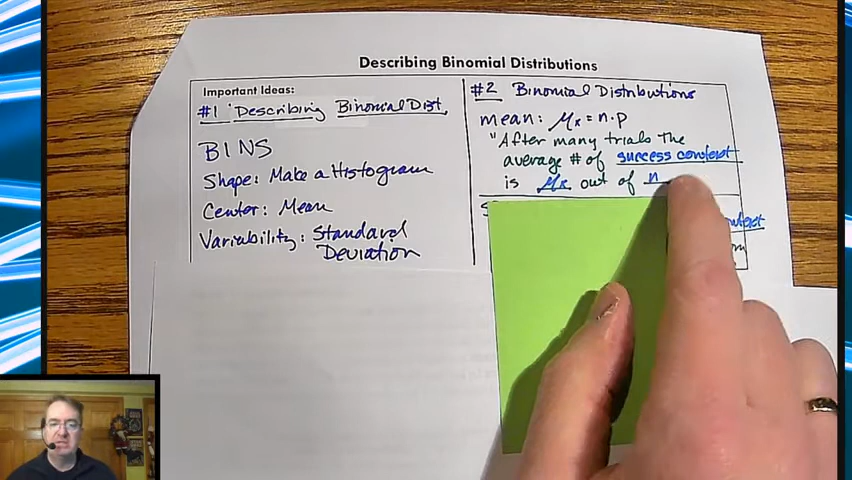 Describing Binomial Distributions
Important Ideas:
#1 Describing Binomial Dist.
BINS
Shape: Make a Histogram
Center: Mean
Variability: Standard
Deviation
#2 Binomial Distributions
mean: μx = n·p
"After many trials the
average # of success context
is μx out of n